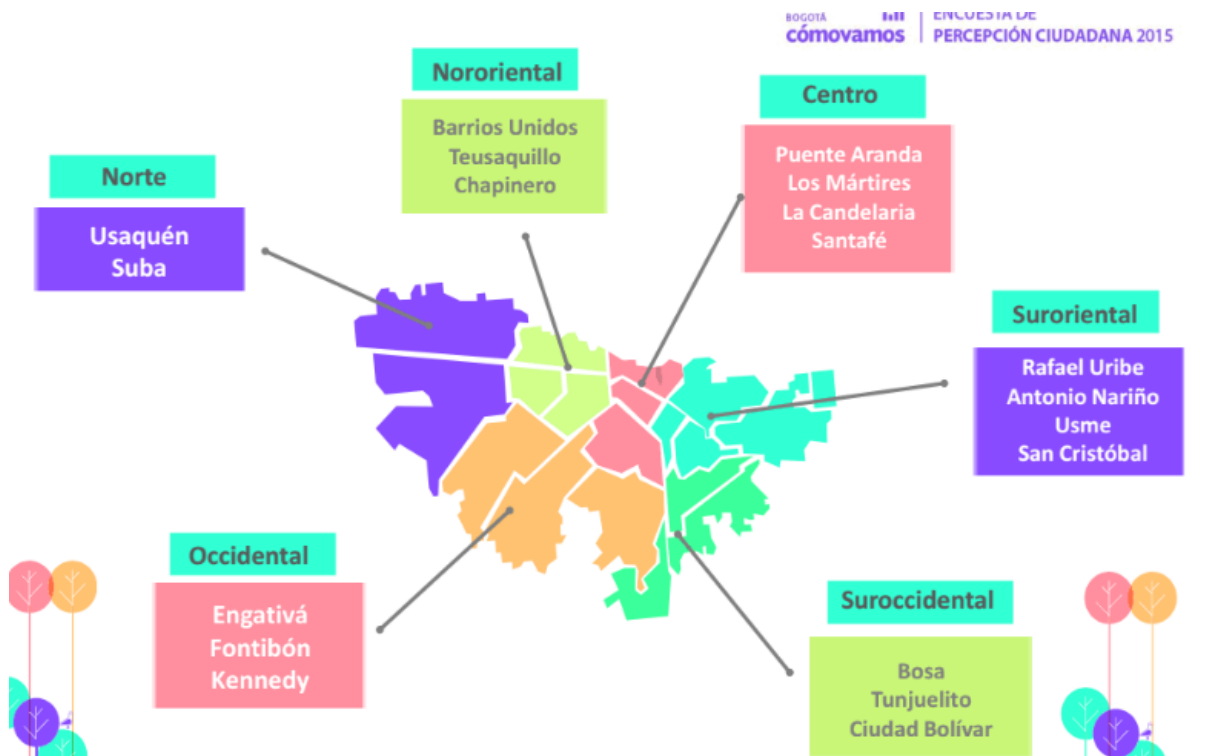 BOGOTÁ
cómovamos
ENCUESTA DE
PERCEPCIÓN CIUDADANA 2015
Nororiental
Barrios Unidos
Teusaquillo
Chapinero
Centro
Puente Aranda
Los Mártires
La Candelaria
Santafé
Norte
Usaquén
Suba
Suroriental
Rafael Uribe
Antonio Nariño
Usme
San Cristóbal
Occidental
Engativá
Fontibón
Kennedy
Suroccidental
Bosa
Tunjuelito
Ciudad Bolívar